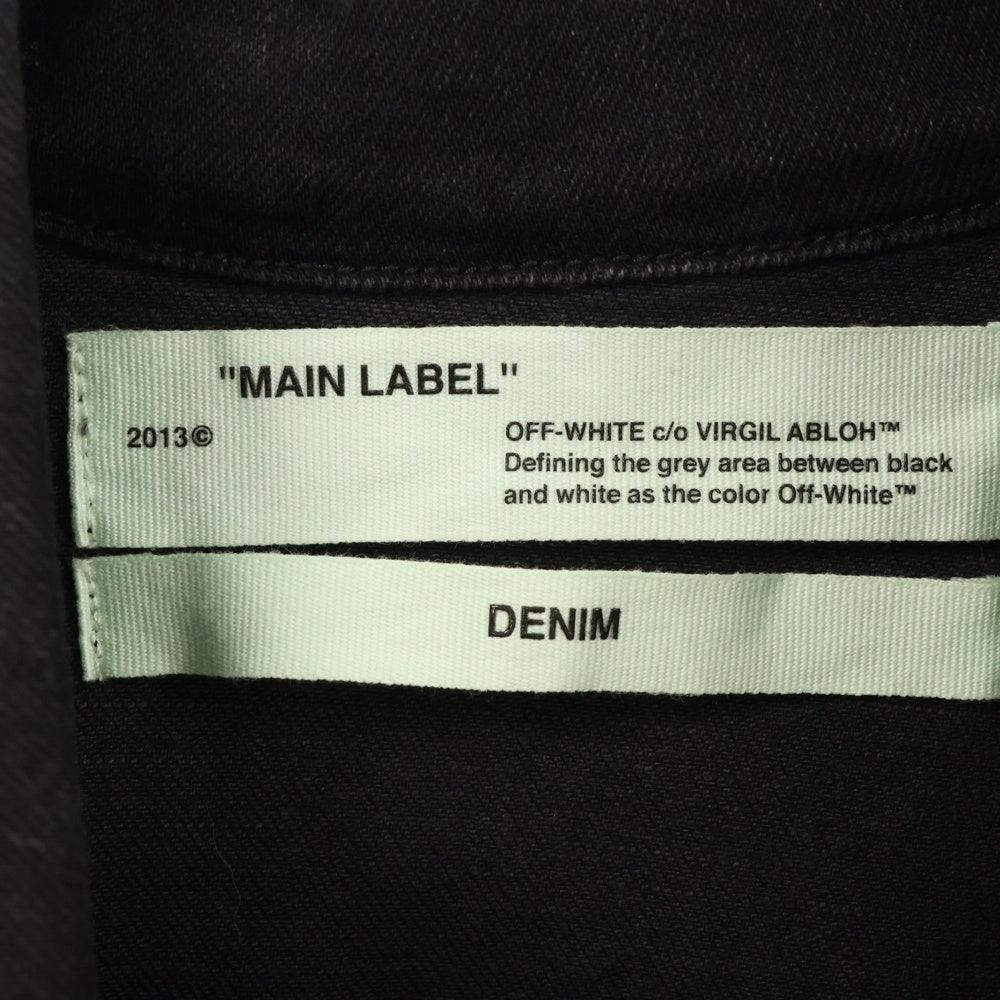 "MAIN LABEL"
2013©
OFF-WHITE c/o VIRGIL ABLOH™
Defining the grey area between black
and white as the color Off-White™
DENIM